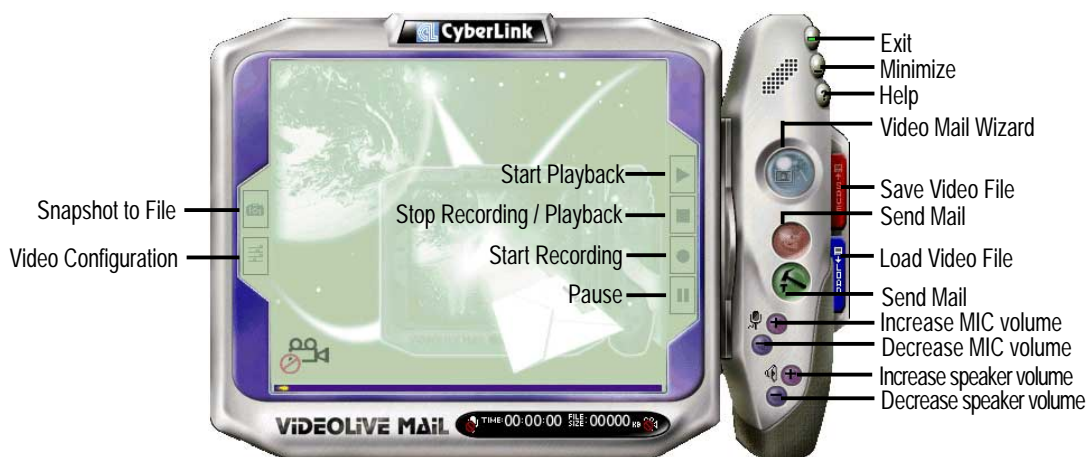 CyberLink
Exit
Minimize
Help
Video Mail Wizard
Start Playback
Save Video File
Snapshot to File
Stop Recording / Playback
Send Mail
Video Configuration
Start Recording
Load Video File
Pause
Send Mail
Increase MIC volume
Decrease MIC volume
Increase speaker volume
Decrease speaker volume
VIDEOLIVE MAIL
TIME: 00:00:00 FILE SIZE: 00000 KB